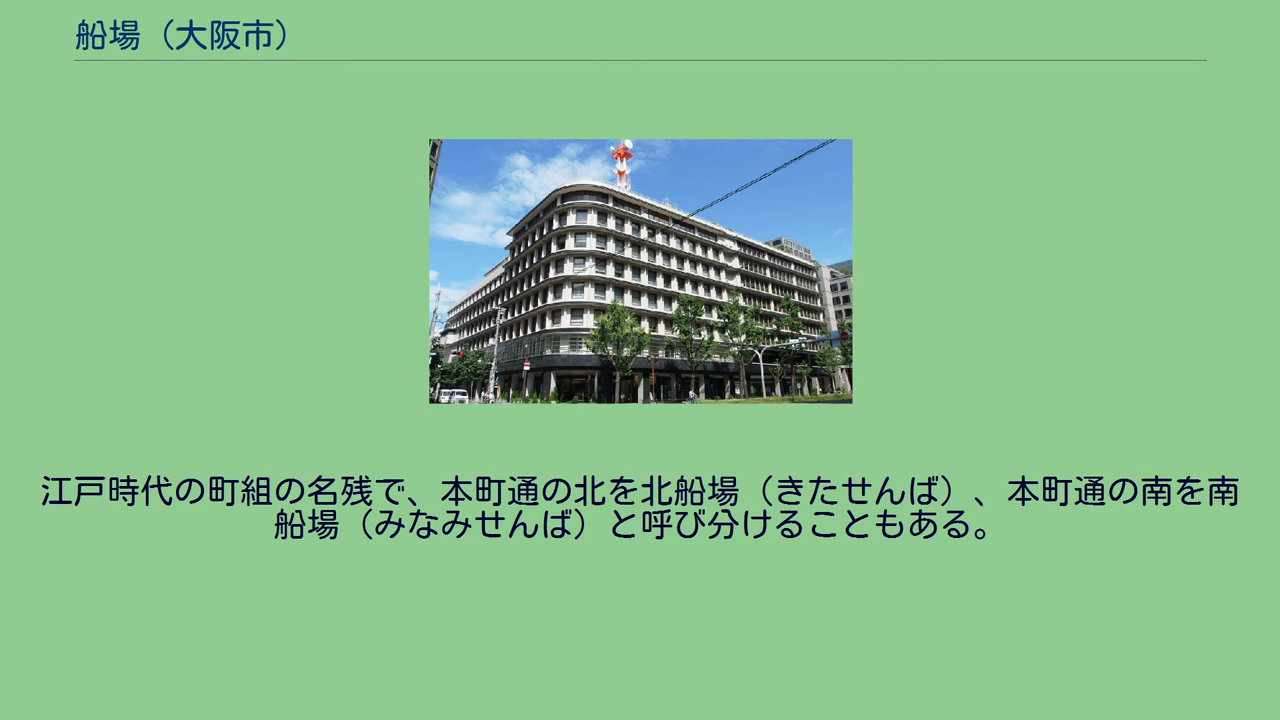 船場（大阪市）
江戸時代の町組の名残で、本町通の北を北船場（きたせんば）、本町通の南を南
船場（みなみせんば）と呼び分けることもある。